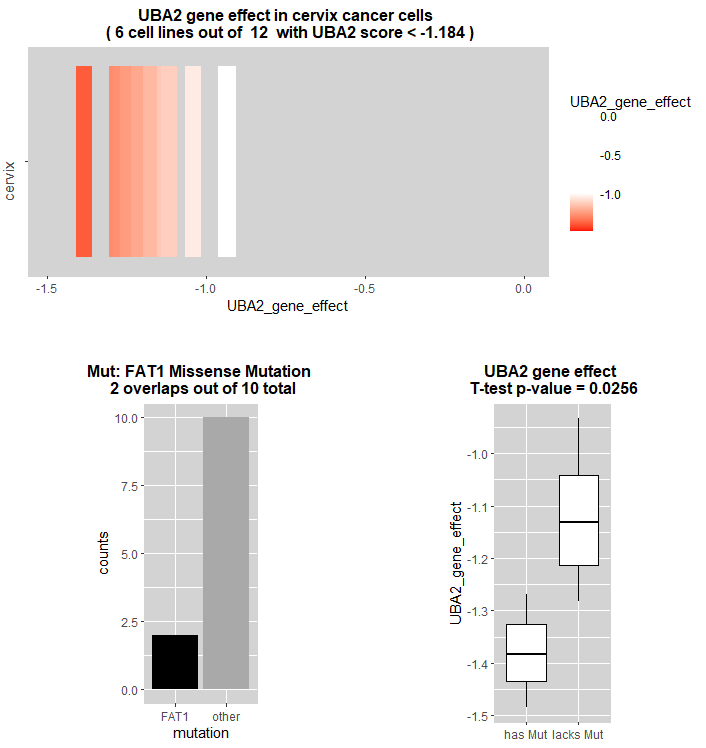 UBA2 gene effect in cervix cancer cells
( 6 cell lines out of  12  with UBA2 score < -1.184 )
cervix
-1.5
-1.0
-0.5
0.0
UBA2_gene_effect
UBA2_gene_effect
0.0
-0.5
-1.0
Mut: FAT1 Missense Mutation
2 overlaps out of 10 total
counts
10.0
7.5
5.0
2.5
0.0
FAT1
other
mutation
UBA2 gene effect
T-test p-value = 0.0256
UBA2_gene_effect
-1.0
-1.1
-1.2
-1.3
-1.4
-1.5
has Mut
lacks Mut